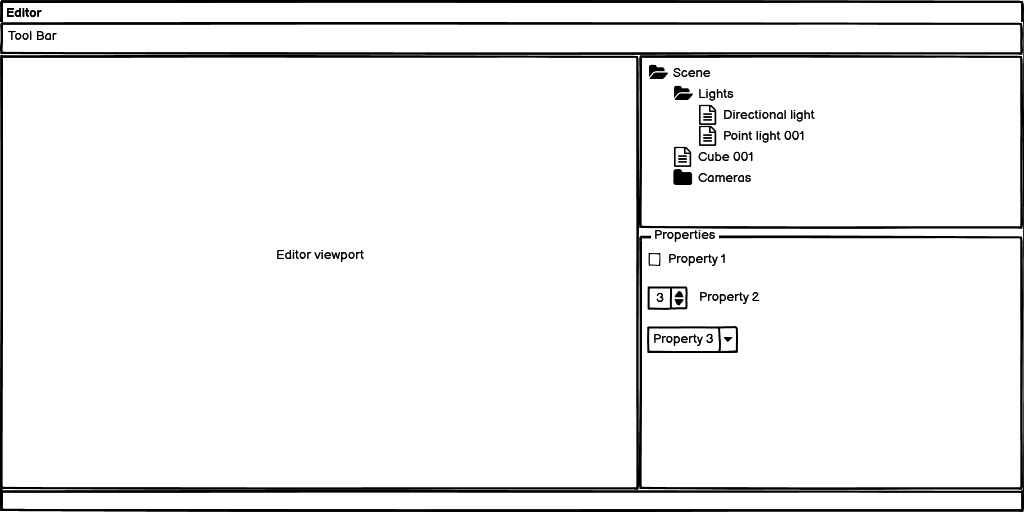 Editor
Tool Bar
Editor viewport
Scene
Lights
Directional light
Point light 001
Cube 001
Cameras
Properties
Property 1
3 Property 2
Property 3